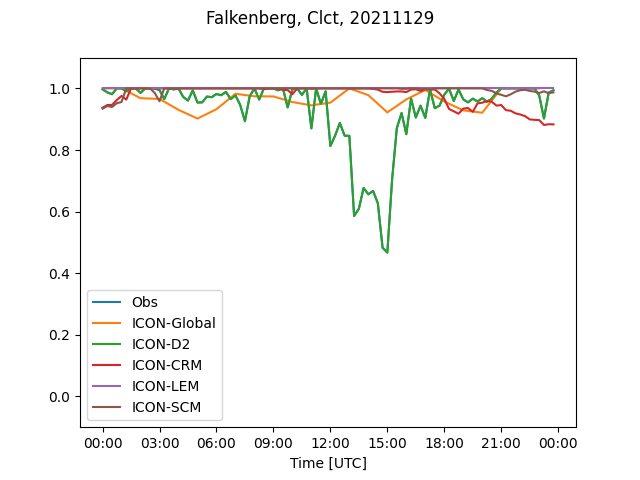 Falkenberg, Clct, 20211129
1.0
0.8
0.6
0.4
0.2
0.0
Obs
ICON-Global
ICON-D2
ICON-CRM
ICON-LEM
ICON-SCM
00:00 03:00 06:00 09:00 12:00 15:00 18:00 21:00 00:00
Time [UTC]